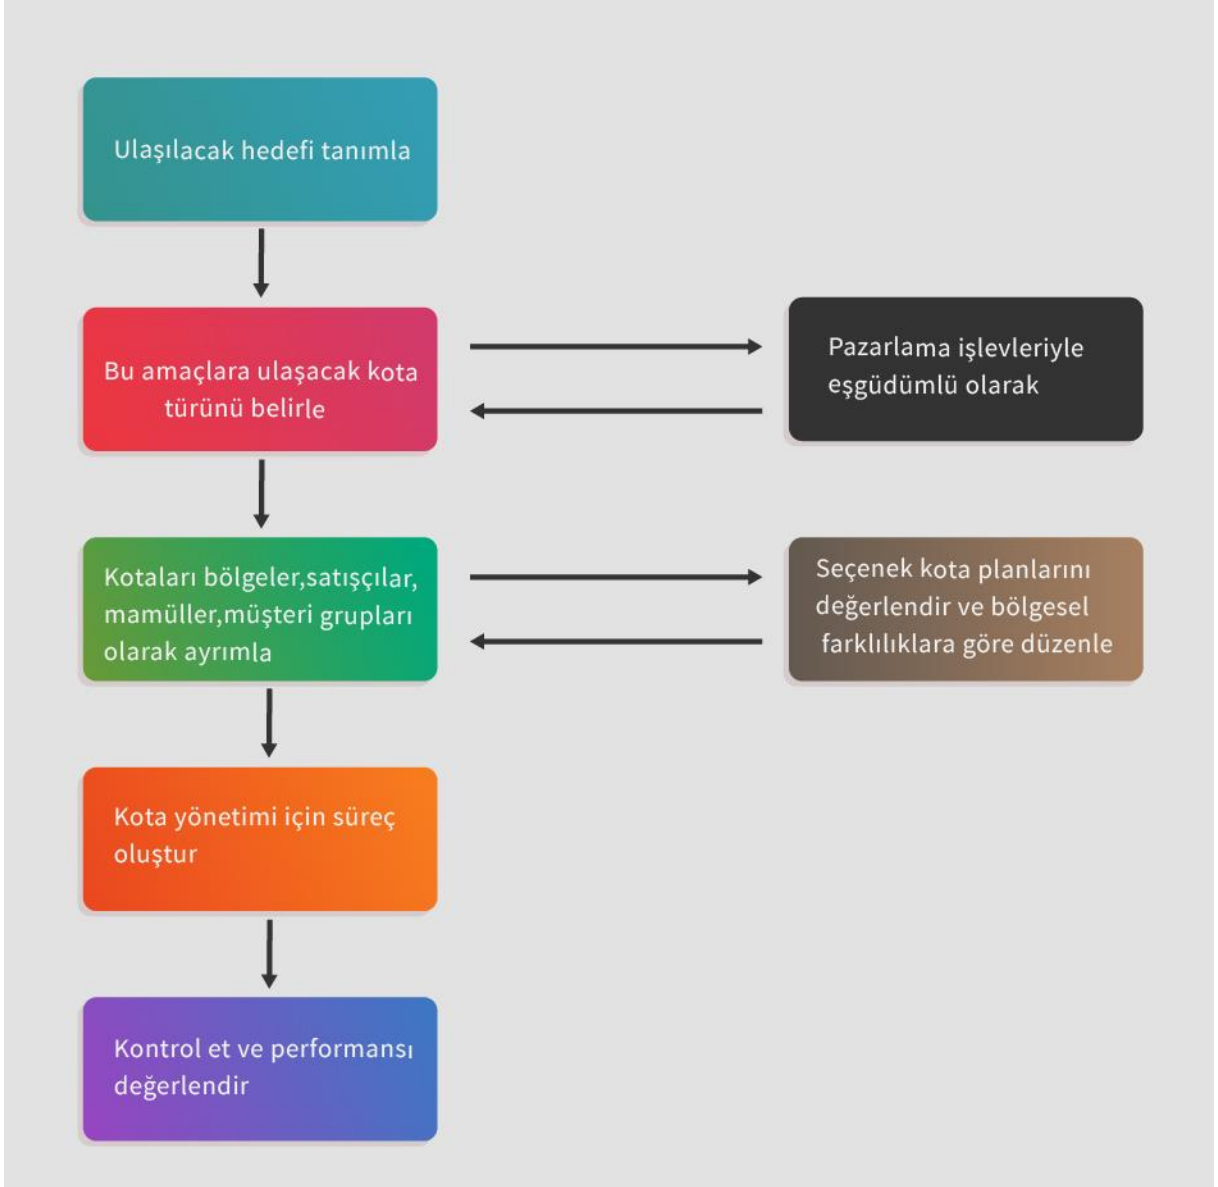 Ulaşılacak hedefi tanımla
Bu amaçlara ulaşacak kota
türünü belirle
Pazarlama işlevleriyle
eşgüdümlü olarak
Kotaları bölgeler,satışçılar,
mamüller,müşteri grupları
olarak ayrımla
Seçenek kota planlarını
değerlendir ve bölgesel
farklılıklara göre düzenle
Kota yönetimi için süreç
oluştur
Kontrol et ve performansı
değerlendir